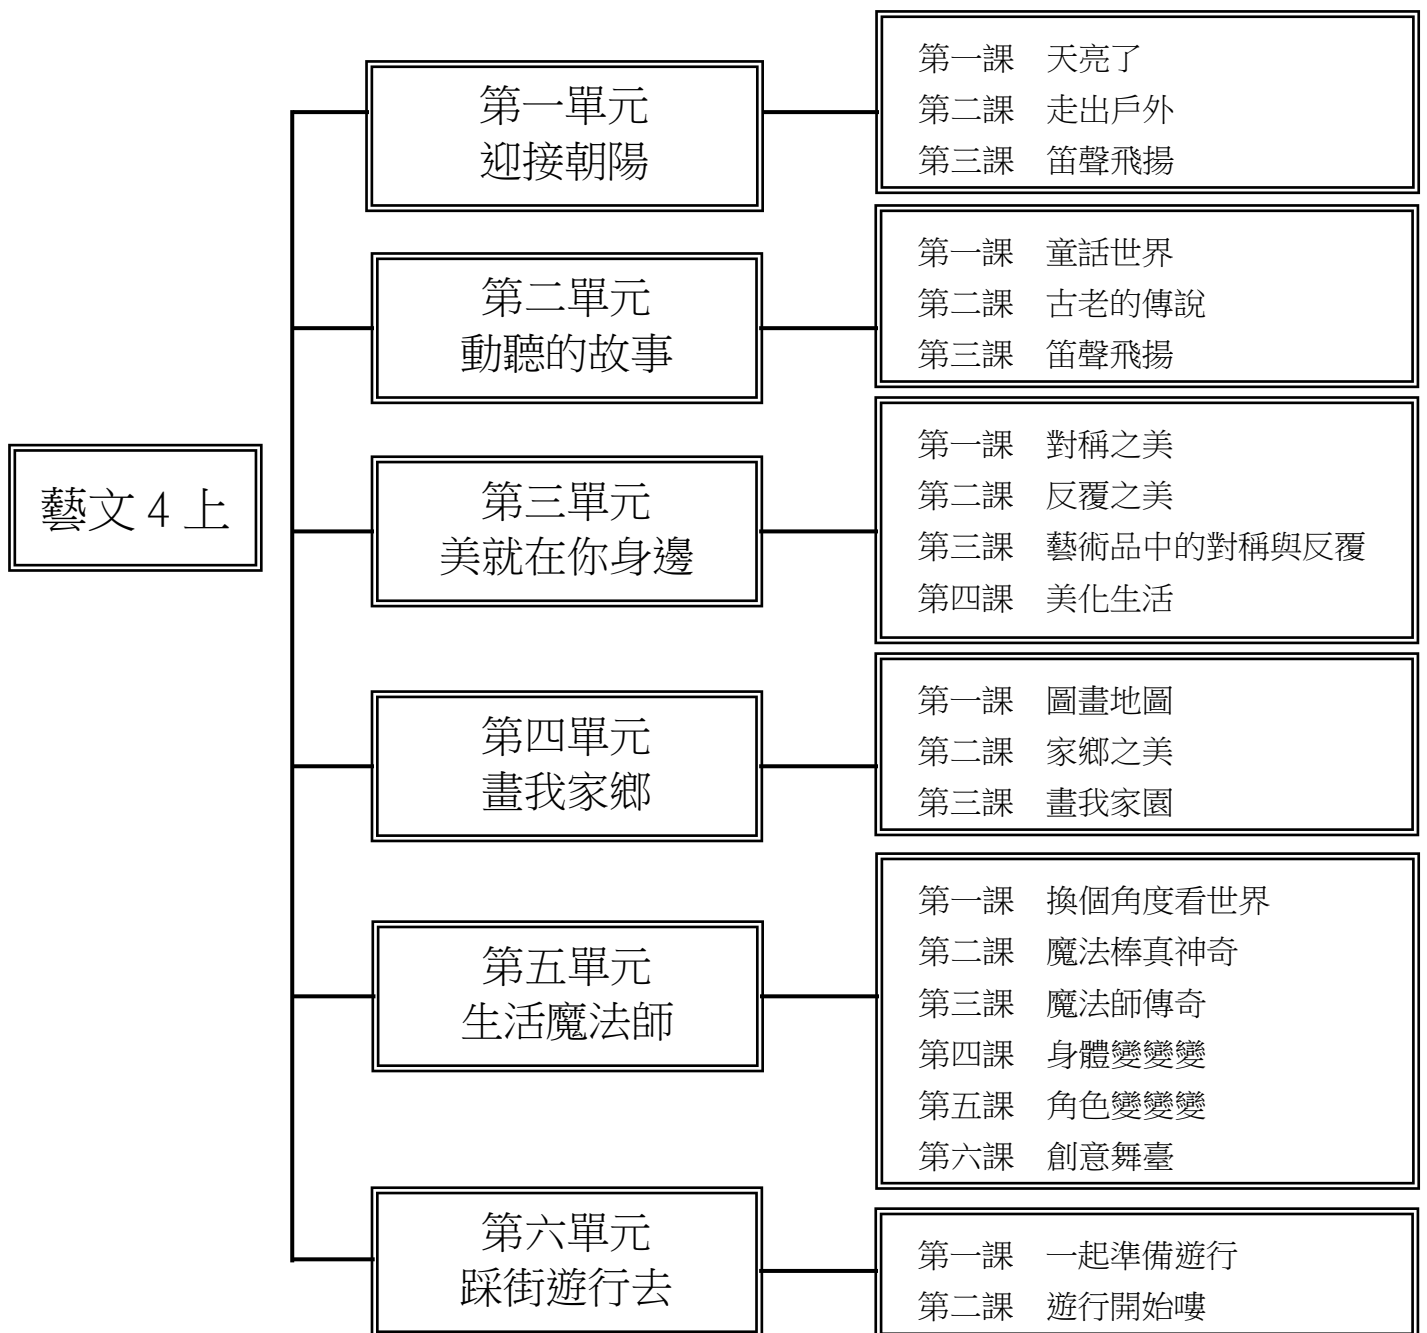 藝文 4 上
第一單元
迎接朝陽
第一課 天亮了
第二課 走出戶外
第三課 笛聲飛揚
第二單元
動聽的故事
第一課 童話世界
第二課 古老的傳說
第三課 笛聲飛揚
第三單元
美就在你身邊
第一課 對稱之美
第二課 反覆之美
第三課 藝術品中的對稱與反覆
第四課 美化生活
第四單元
畫我家鄉
第一課 圖畫地圖
第二課 家鄉之美
第三課 畫我家園
第五單元
生活魔法師
第一課 換個角度看世界
第二課 魔法棒真神奇
第三課 魔法師傳奇
第四課 身體變變變
第五課 角色變變變
第六課 創意舞臺
第六單元
踩街遊行去
第一課 一起準備遊行
第二課 遊行開始嘍